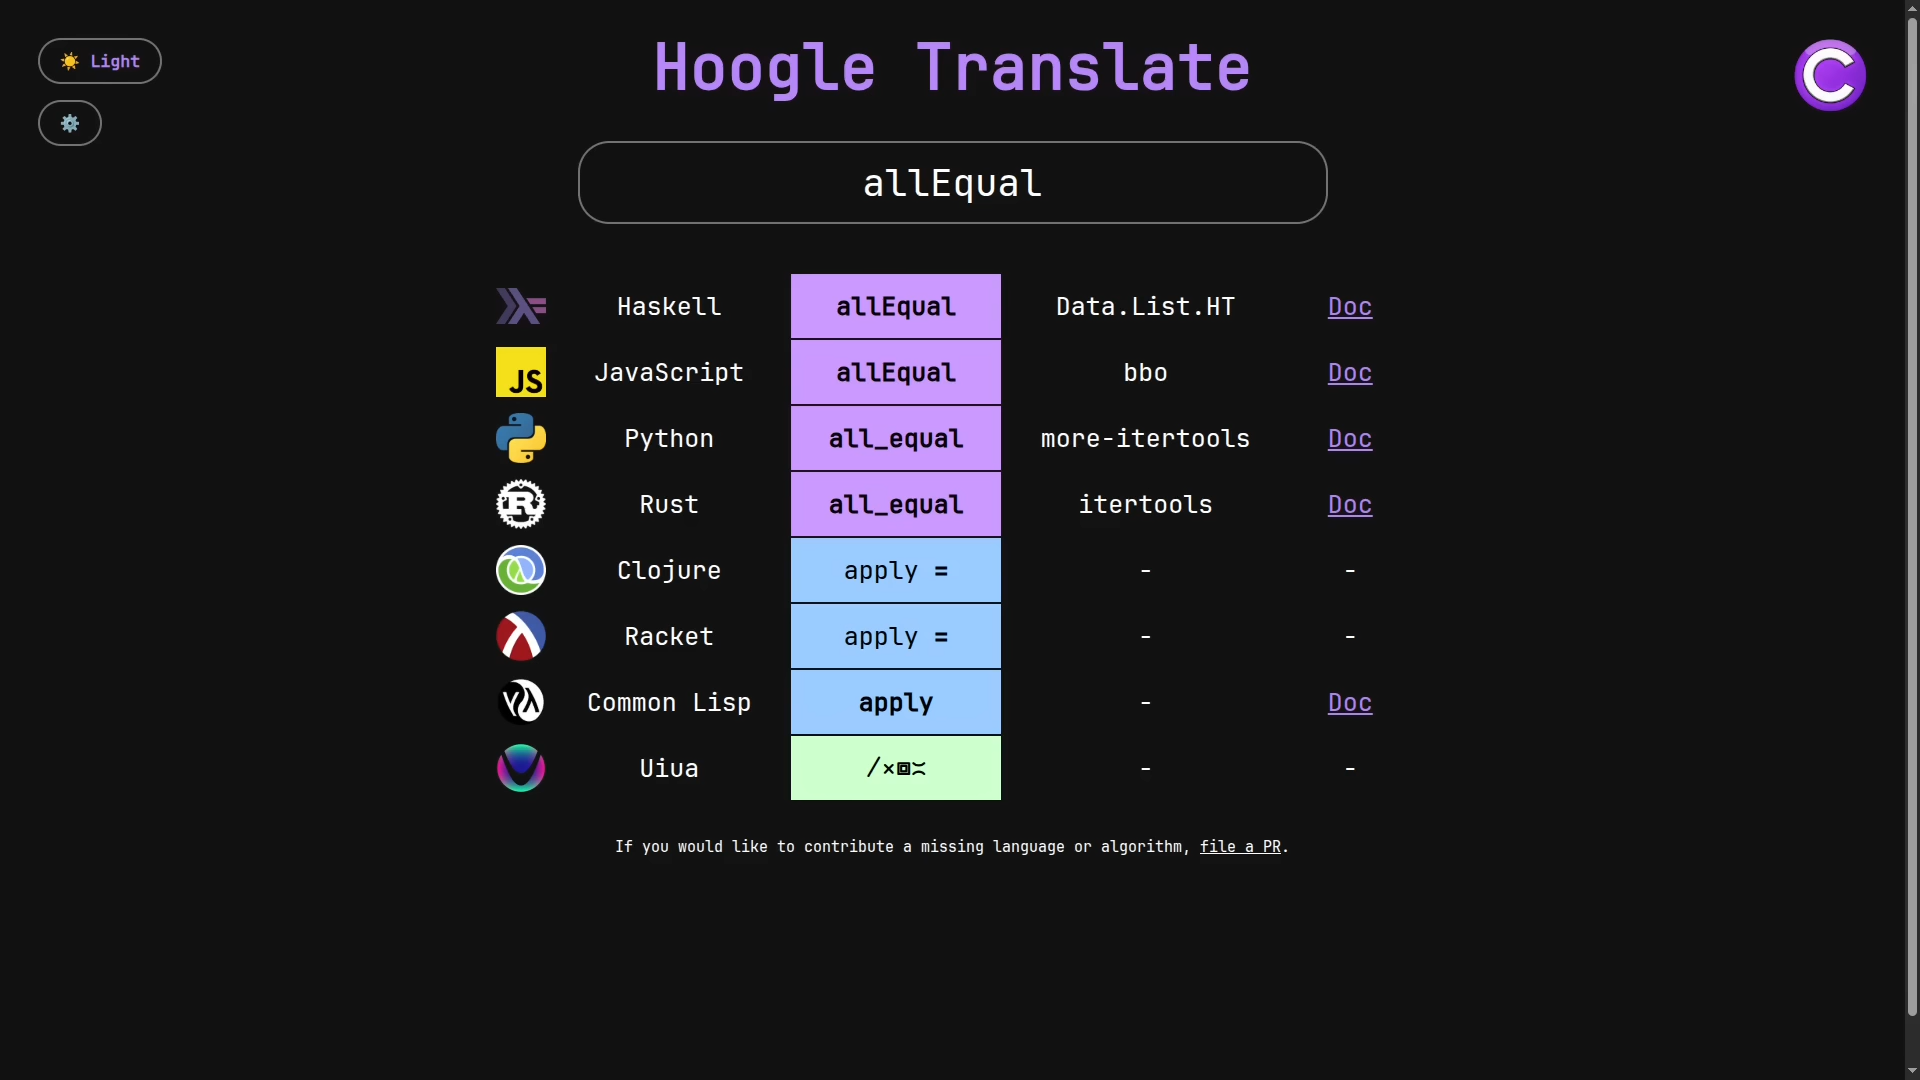 ☀️ Light
⚙️
Hoogle Translate
allEqual
Haskell allEqual Data.List.HT Doc
JS JavaScript allEqual bbo Doc
Python all_equal more-itertools Doc
R Rust all_equal itertools Doc
Clojure apply = - -
Racket apply = - -
Common Lisp apply - Doc
Uiua /×▣≍ - -
If you would like to contribute a missing language or algorithm, file a PR.